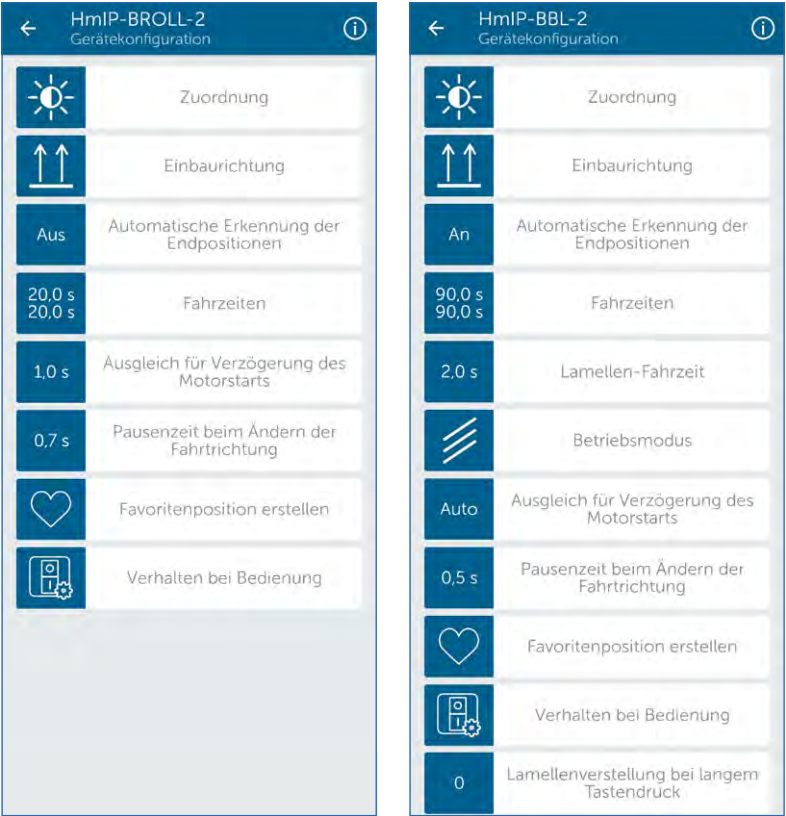 HmIP-BROLL-2
Gerätekonfiguration
Zuordnung
Einbaurichtung
Aus
Automatische Erkennung der
Endpositionen
20,0 s
20,0 s
Fahrzeiten
1,0 s
Ausgleich für Verzögerung des
Motorstarts
0,7 s
Pausenzeit beim Ändern der
Fahrtrichtung
Favoritenposition erstellen
Verhalten bei Bedienung
HmIP-BBL-2
Gerätekonfiguration
Zuordnung
Einbaurichtung
An
Automatische Erkennung der
Endpositionen
90,0 s
90,0 s
Fahrzeiten
2,0 s
Lamellen-Fahrzeit
Betriebsmodus
Auto
Ausgleich für Verzögerung des
Motorstarts
0,5 s
Pausenzeit beim Ändern der
Fahrtrichtung
Favoritenposition erstellen
Verhalten bei Bedienung
0
Lamellenverstellung bei langem
Tastendruck